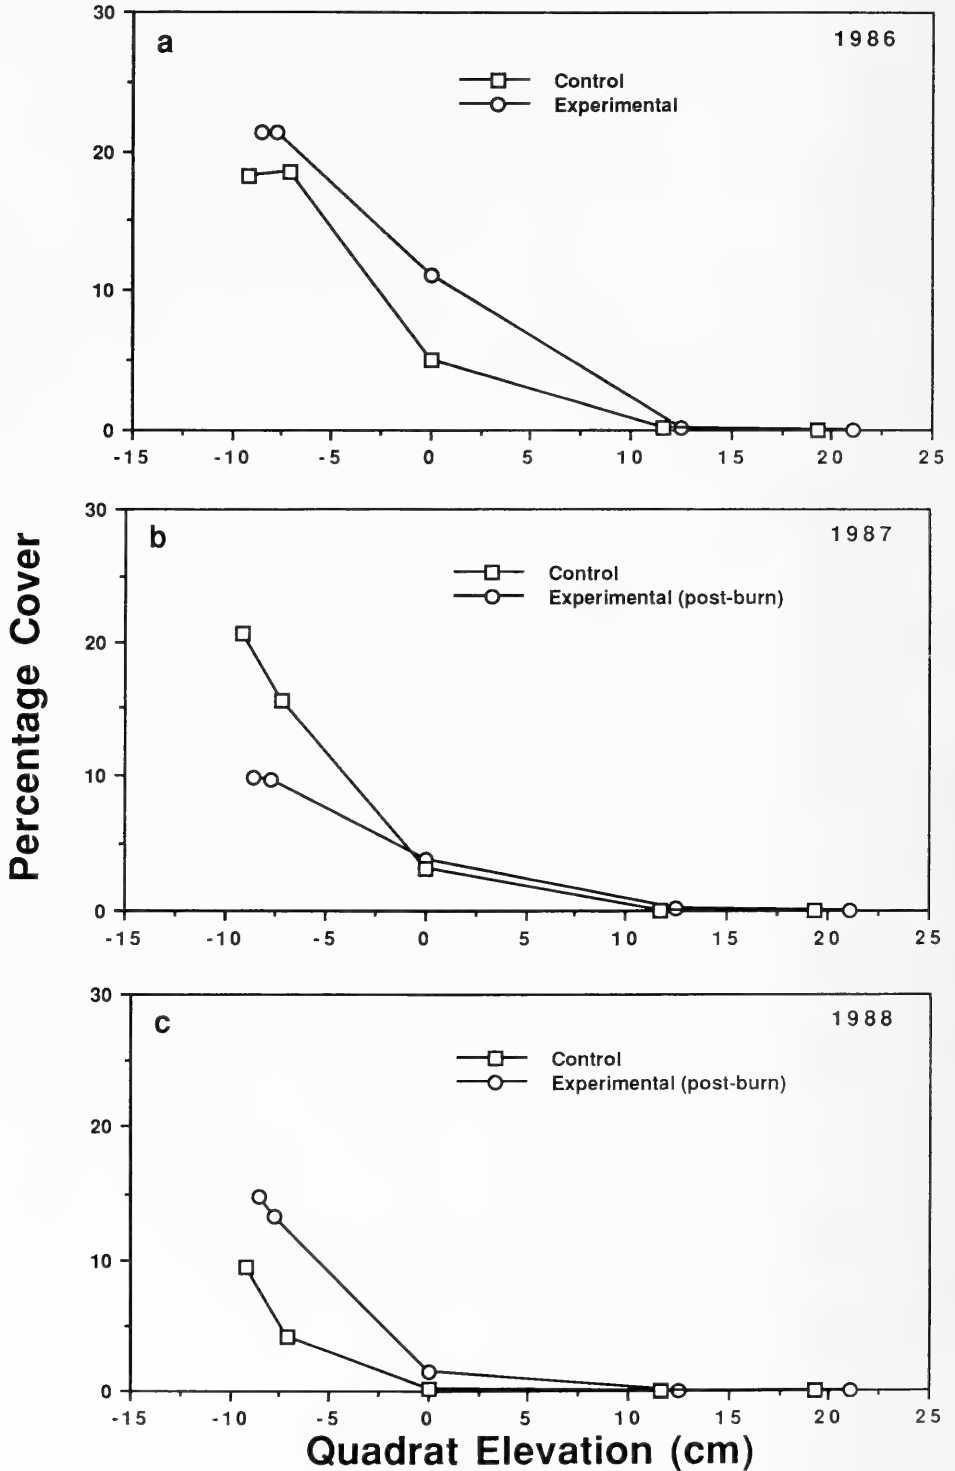 30
a
1986
Control
Experimental
20
10
0
-15 -10 -5 0 5 10 15 20 25
Percentage Cover
30
b
1987
Control
Experimental (post-burn)
20
10
0
-15 -10 -5 0 5 10 15 20 25
30
c
1988
Control
Experimental (post-burn)
20
10
0
-15 -10 -5 0 5 10 15 20 25
Quadrat Elevation (cm)